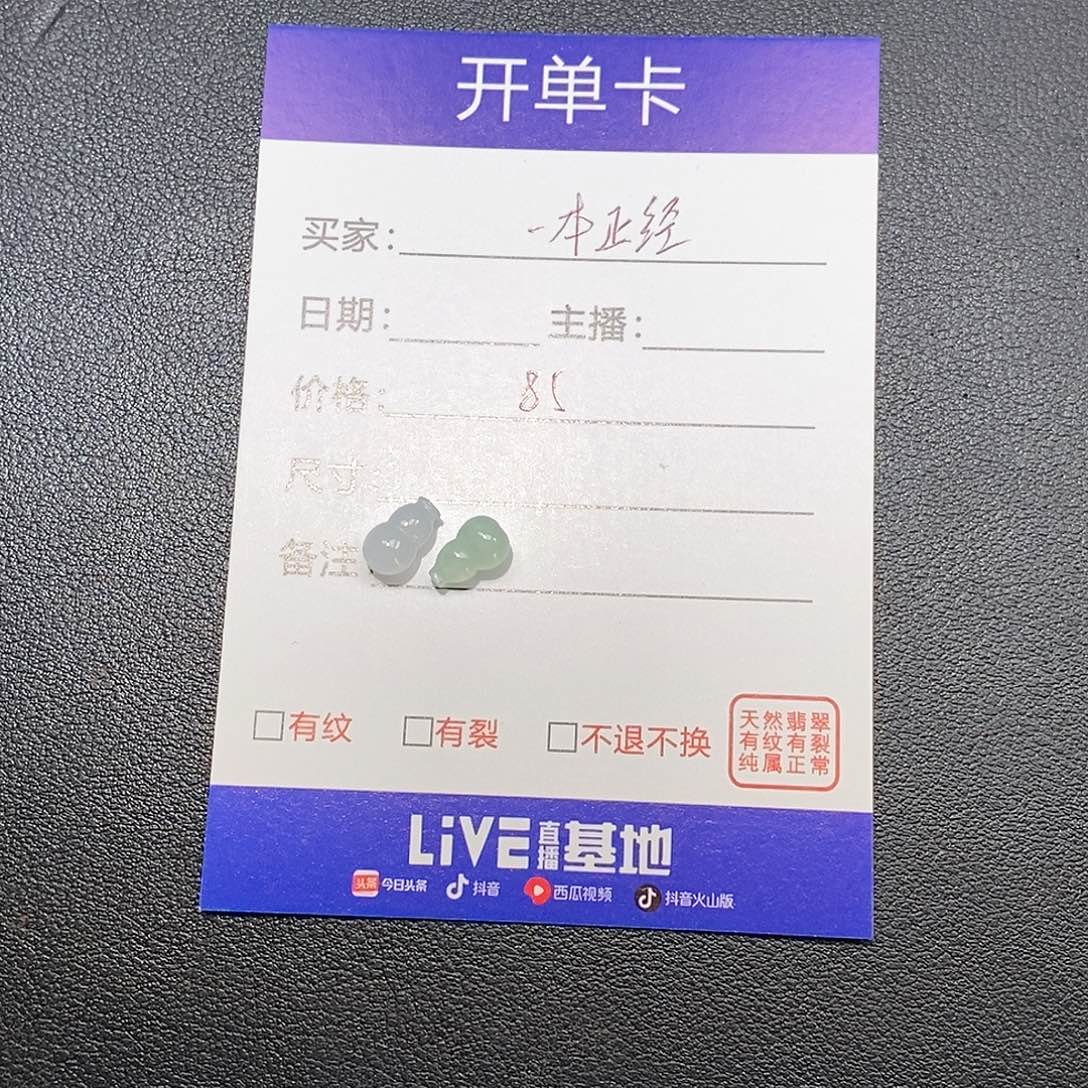 开单卡
买家：一本正经
日期： 主播：
价格：85
尺寸
备注
□有纹 □有裂 □不退不换
天然翡翠
有纹有裂
纯属正常
LiVE直播基地
头条 今日头条 抖音 西瓜视频 抖音火山版